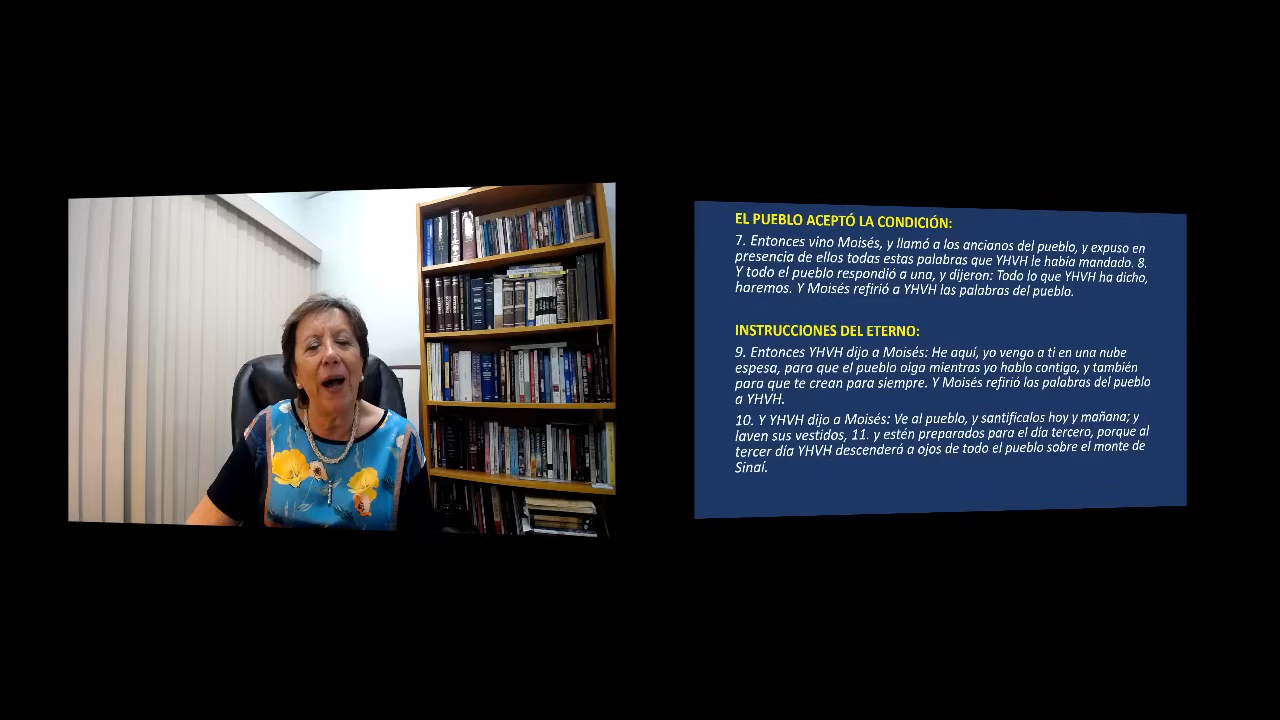 EL PUEBLO ACEPTÓ LA CONDICIÓN:
7. Entonces vino Moisés, y llamó a los ancianos del pueblo, y expuso en
presencia de ellos todas estas palabras que YHVH le había mandado. 8.
Y todo el pueblo respondió a una, y dijeron: Todo lo que YHVH ha dicho,
haremos. Y Moisés refirió a YHVH las palabras del pueblo.
INSTRUCCIONES DEL ETERNO:
9. Entonces YHVH dijo a Moisés: He aquí, yo vengo a ti en una nube
espesa, para que el pueblo oiga mientras yo hablo contigo, y también
para que te crean para siempre. Y Moisés refirió las palabras del pueblo
a YHVH.
10. Y YHVH dijo a Moisés: Ve al pueblo, y santifícalos hoy y mañana; y
laven sus vestidos, 11. y estén preparados para el día tercero, porque al
tercer día YHVH descenderá a ojos de todo el pueblo sobre el monte de
Sinaí.